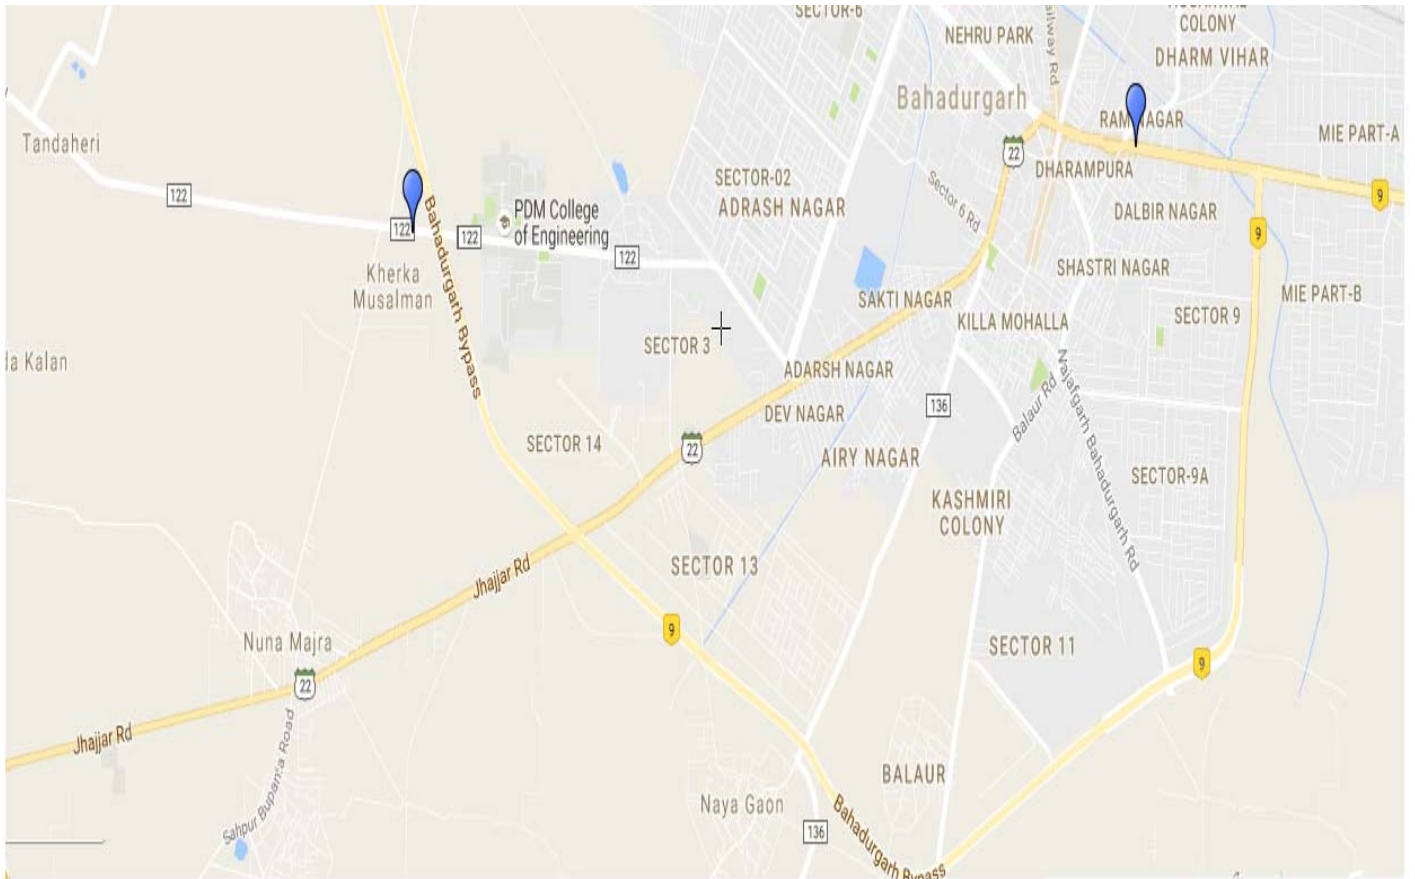 SECTOR-6
COLONY
NEHRU PARK
DHARM VIHAR
Bahadurgarh
RAM NAGAR
MIE PART-A
Tandaheri
22
DHARAMPURA
SECTOR-02
ADRASH NAGAR
Sector 6 Rd
122
9
PDM College
of Engineering
DALBIR NAGAR
122
122
9
122
Bahadurgarh Bypass
Kherka
Musalman
SHASTRI NAGAR
SAKTI NAGAR
MIE PART-B
KILLA MOHALLA
SECTOR 9
SECTOR 3
da Kalan
ADARSH NAGAR
Balaur Rd
Najafgarh Bahadurgarh Rd
136
DEV NAGAR
SECTOR 14
22
AIRY NAGAR
SECTOR-9A
KASHMIRI
COLONY
SECTOR 13
Jhajjar Rd
9
Nuna Majra
SECTOR 11
9
22
Jhajjar Rd
BALAUR
Naya Gaon
136
Bahadurgarh Bypass